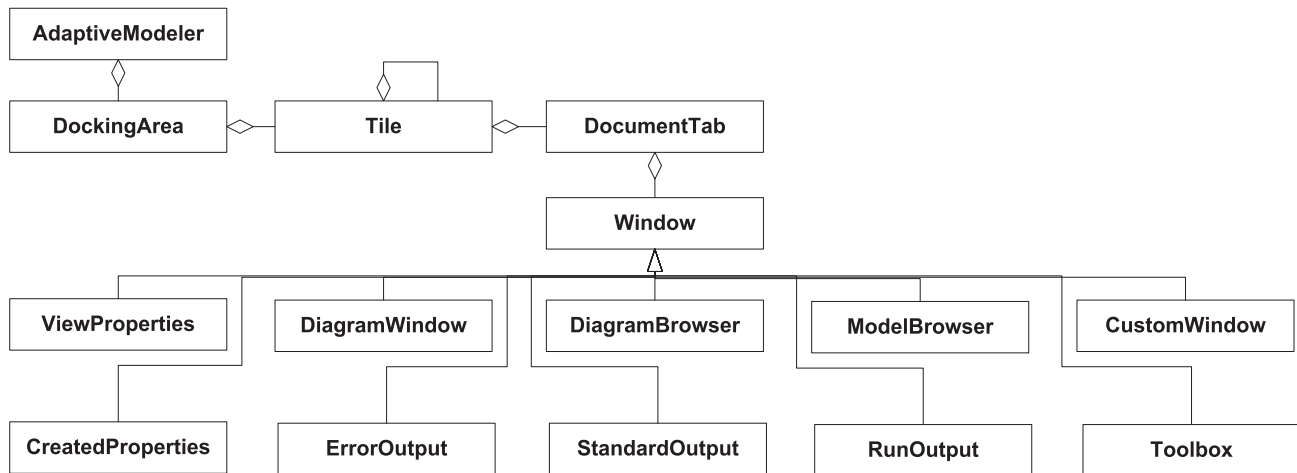 AdaptiveModeler
DockingArea
Tile
DocumentTab
Window
ViewProperties
DiagramWindow
DiagramBrowser
ModelBrowser
CustomWindow
CreatedProperties
ErrorOutput
StandardOutput
RunOutput
Toolbox